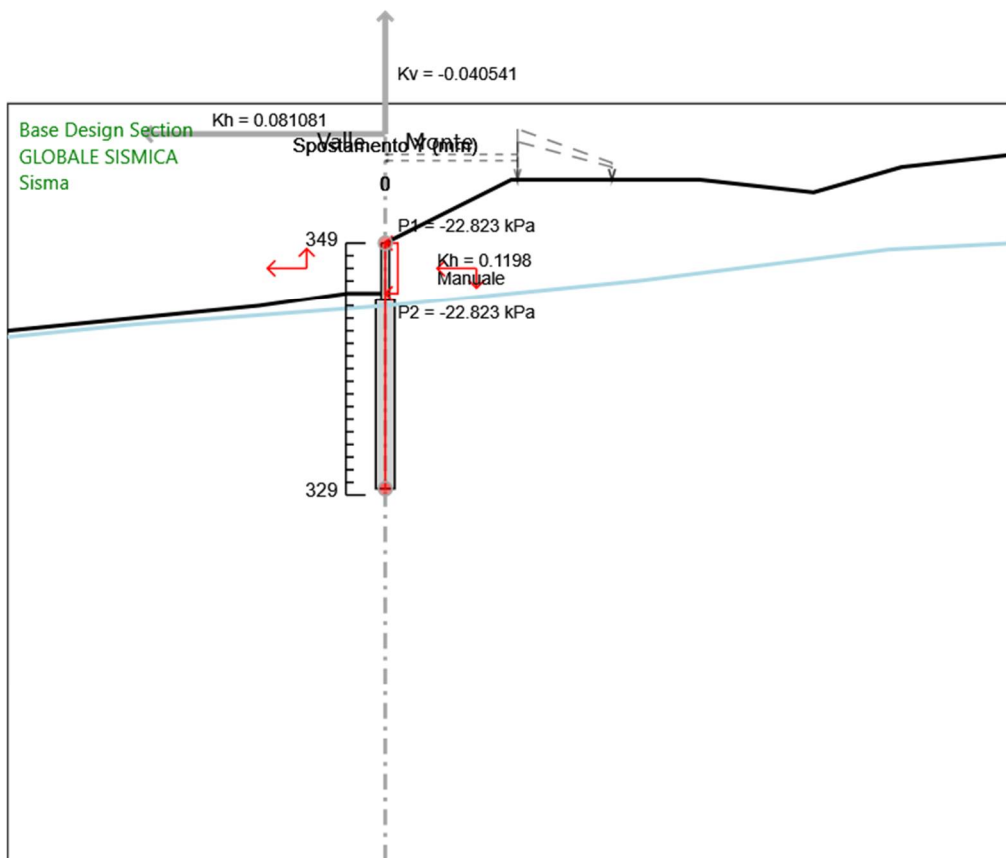 Kv = -0.040541
Kh = 0.081081
Base Design Section
GLOBALE SISMICA
Sisma
Valle Monte
Spostamento Y (mm)
0
349
P1 = -22.823 kPa
Kh = 0.1198
Manuale
P2 = -22.823 kPa
329